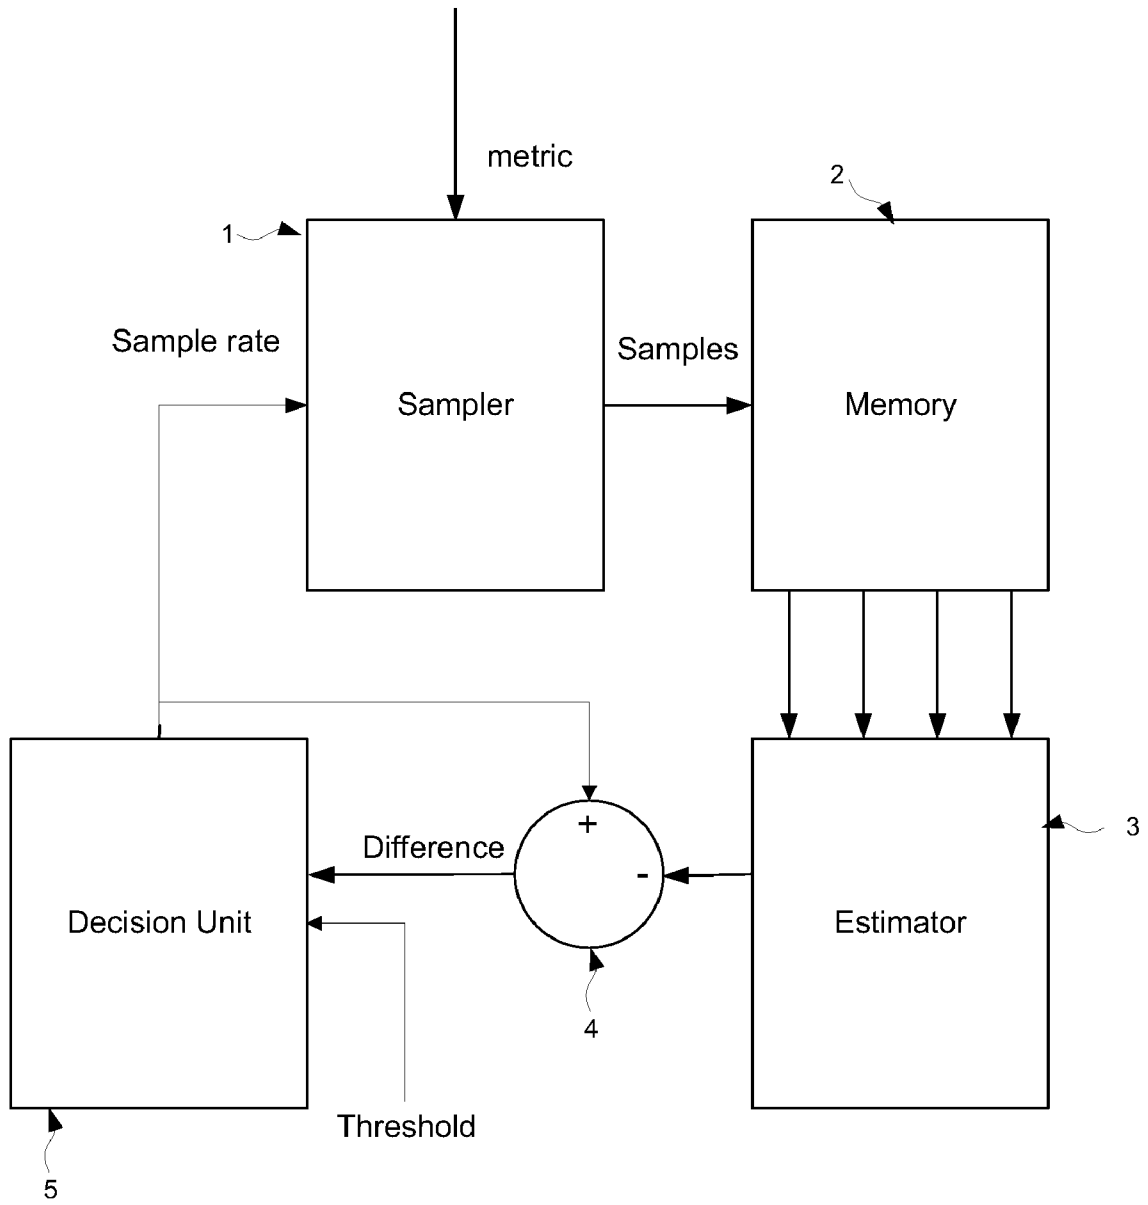 metric
2
1
Sample rate
Samples
Sampler
Memory
+
3
Difference
-
Decision Unit
Estimator
4
Threshold
5